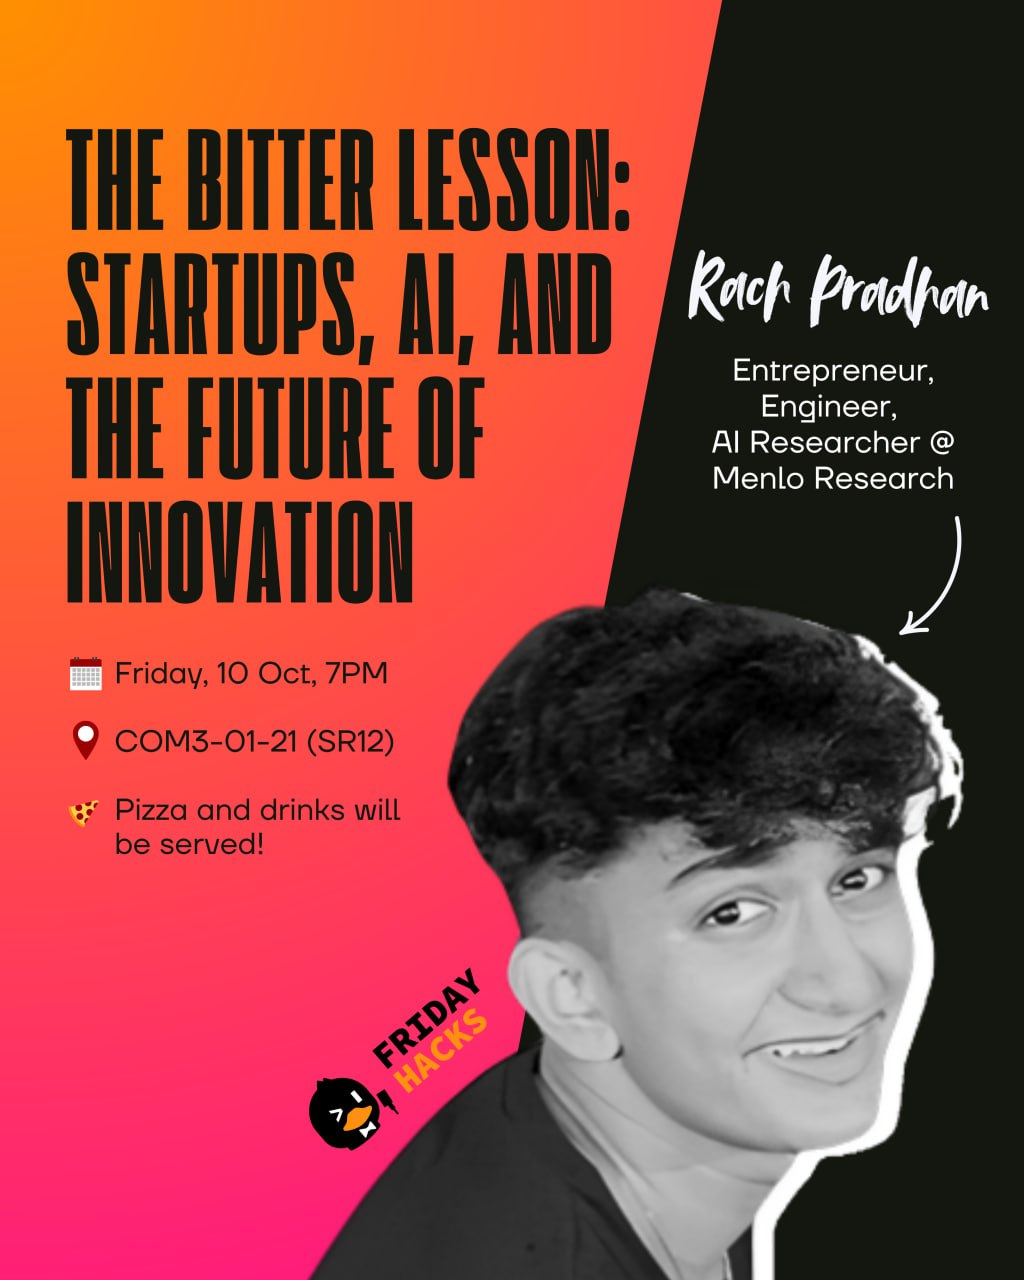 THE BITTER LESSON:
STARTUPS, AI, AND
THE FUTURE OF
INNOVATION
Rach Pradhan
Entrepreneur,
Engineer,
AI Researcher @
Menlo Research
Friday, 10 Oct, 7PM
COM3-01-21 (SR12)
Pizza and drinks will
be served!
FRIDAY
HACKS